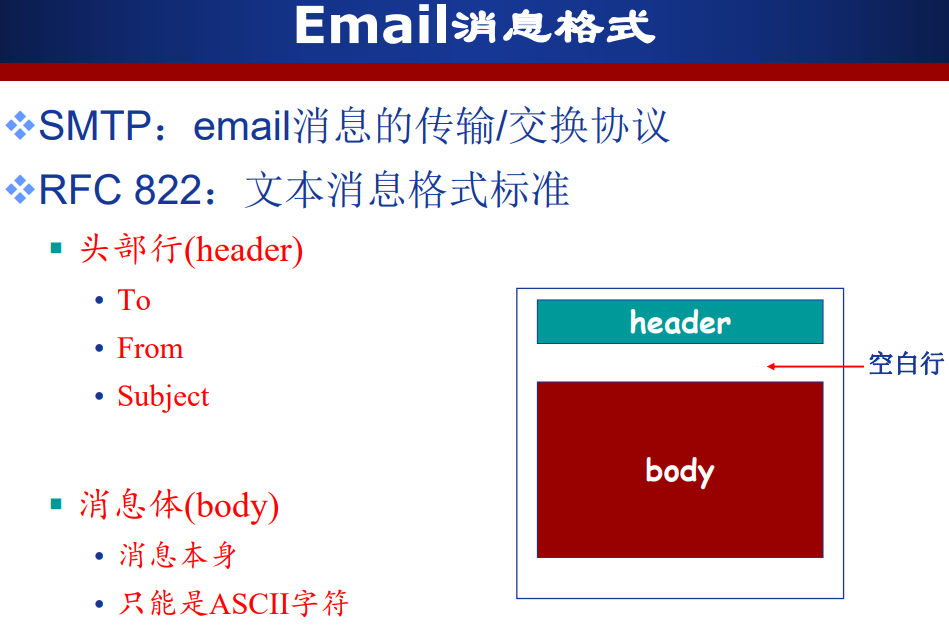 Email消息格式
SMTP：email消息的传输/交换协议
RFC 822：文本消息格式标准
头部行(header)
To
From
Subject
消息体(body)
消息本身
只能是ASCII字符
header
空白行
body